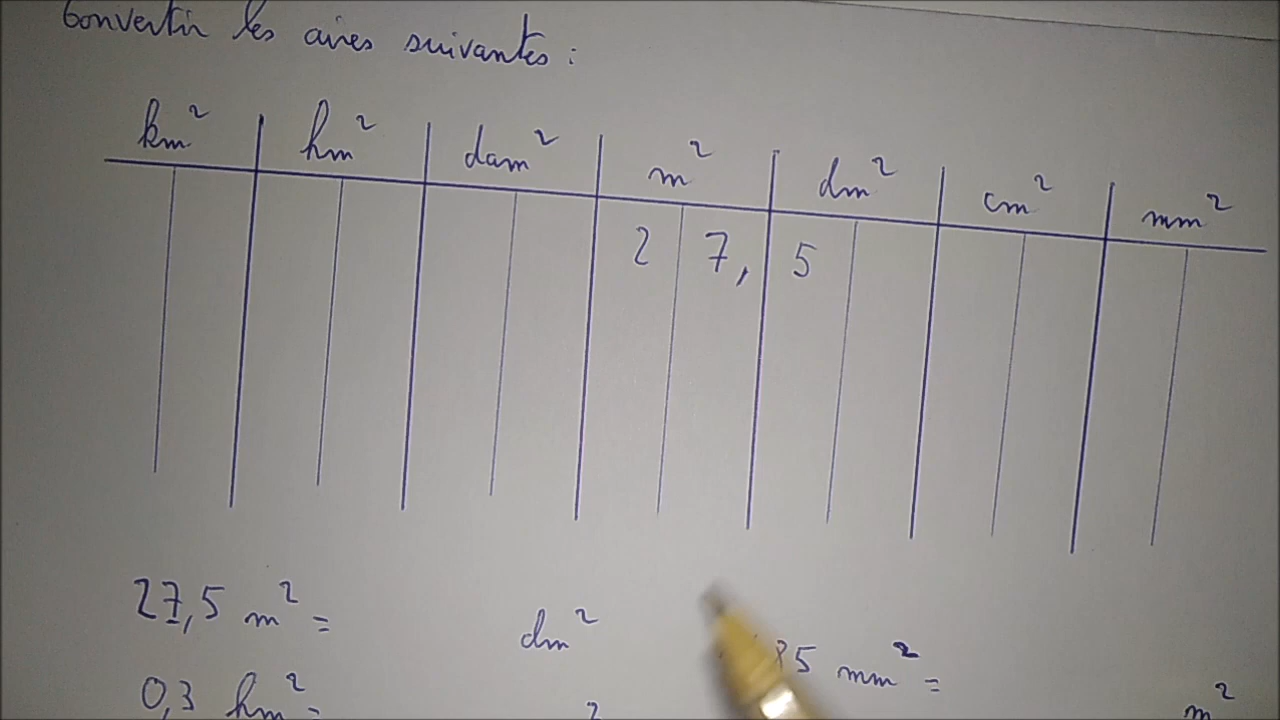 Convertir les aires suivantes :
km² hm² dam² m² dm² cm² mm²
2 7, 5
27,5 m² = dm²
85 mm² = m²
0,3 hm² =